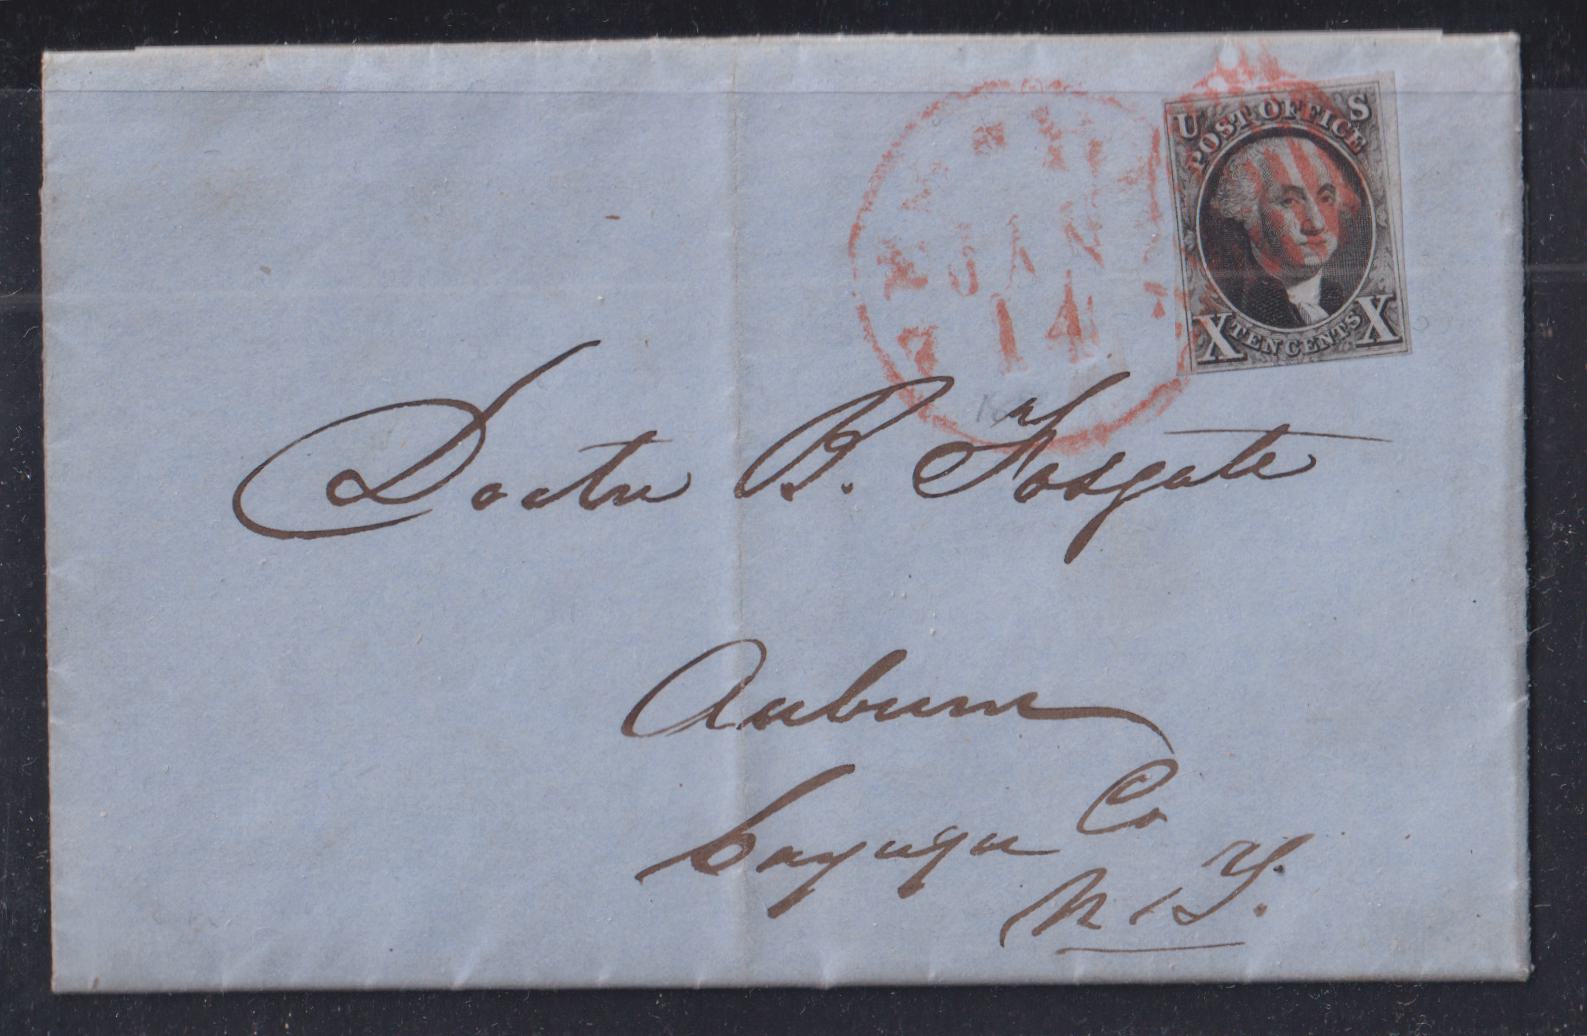 U S
POST OFFICE
X TEN CENTS X
JAN
14
Doctor B. Fosgate
Auburn
Cayuga Co
N. Y.